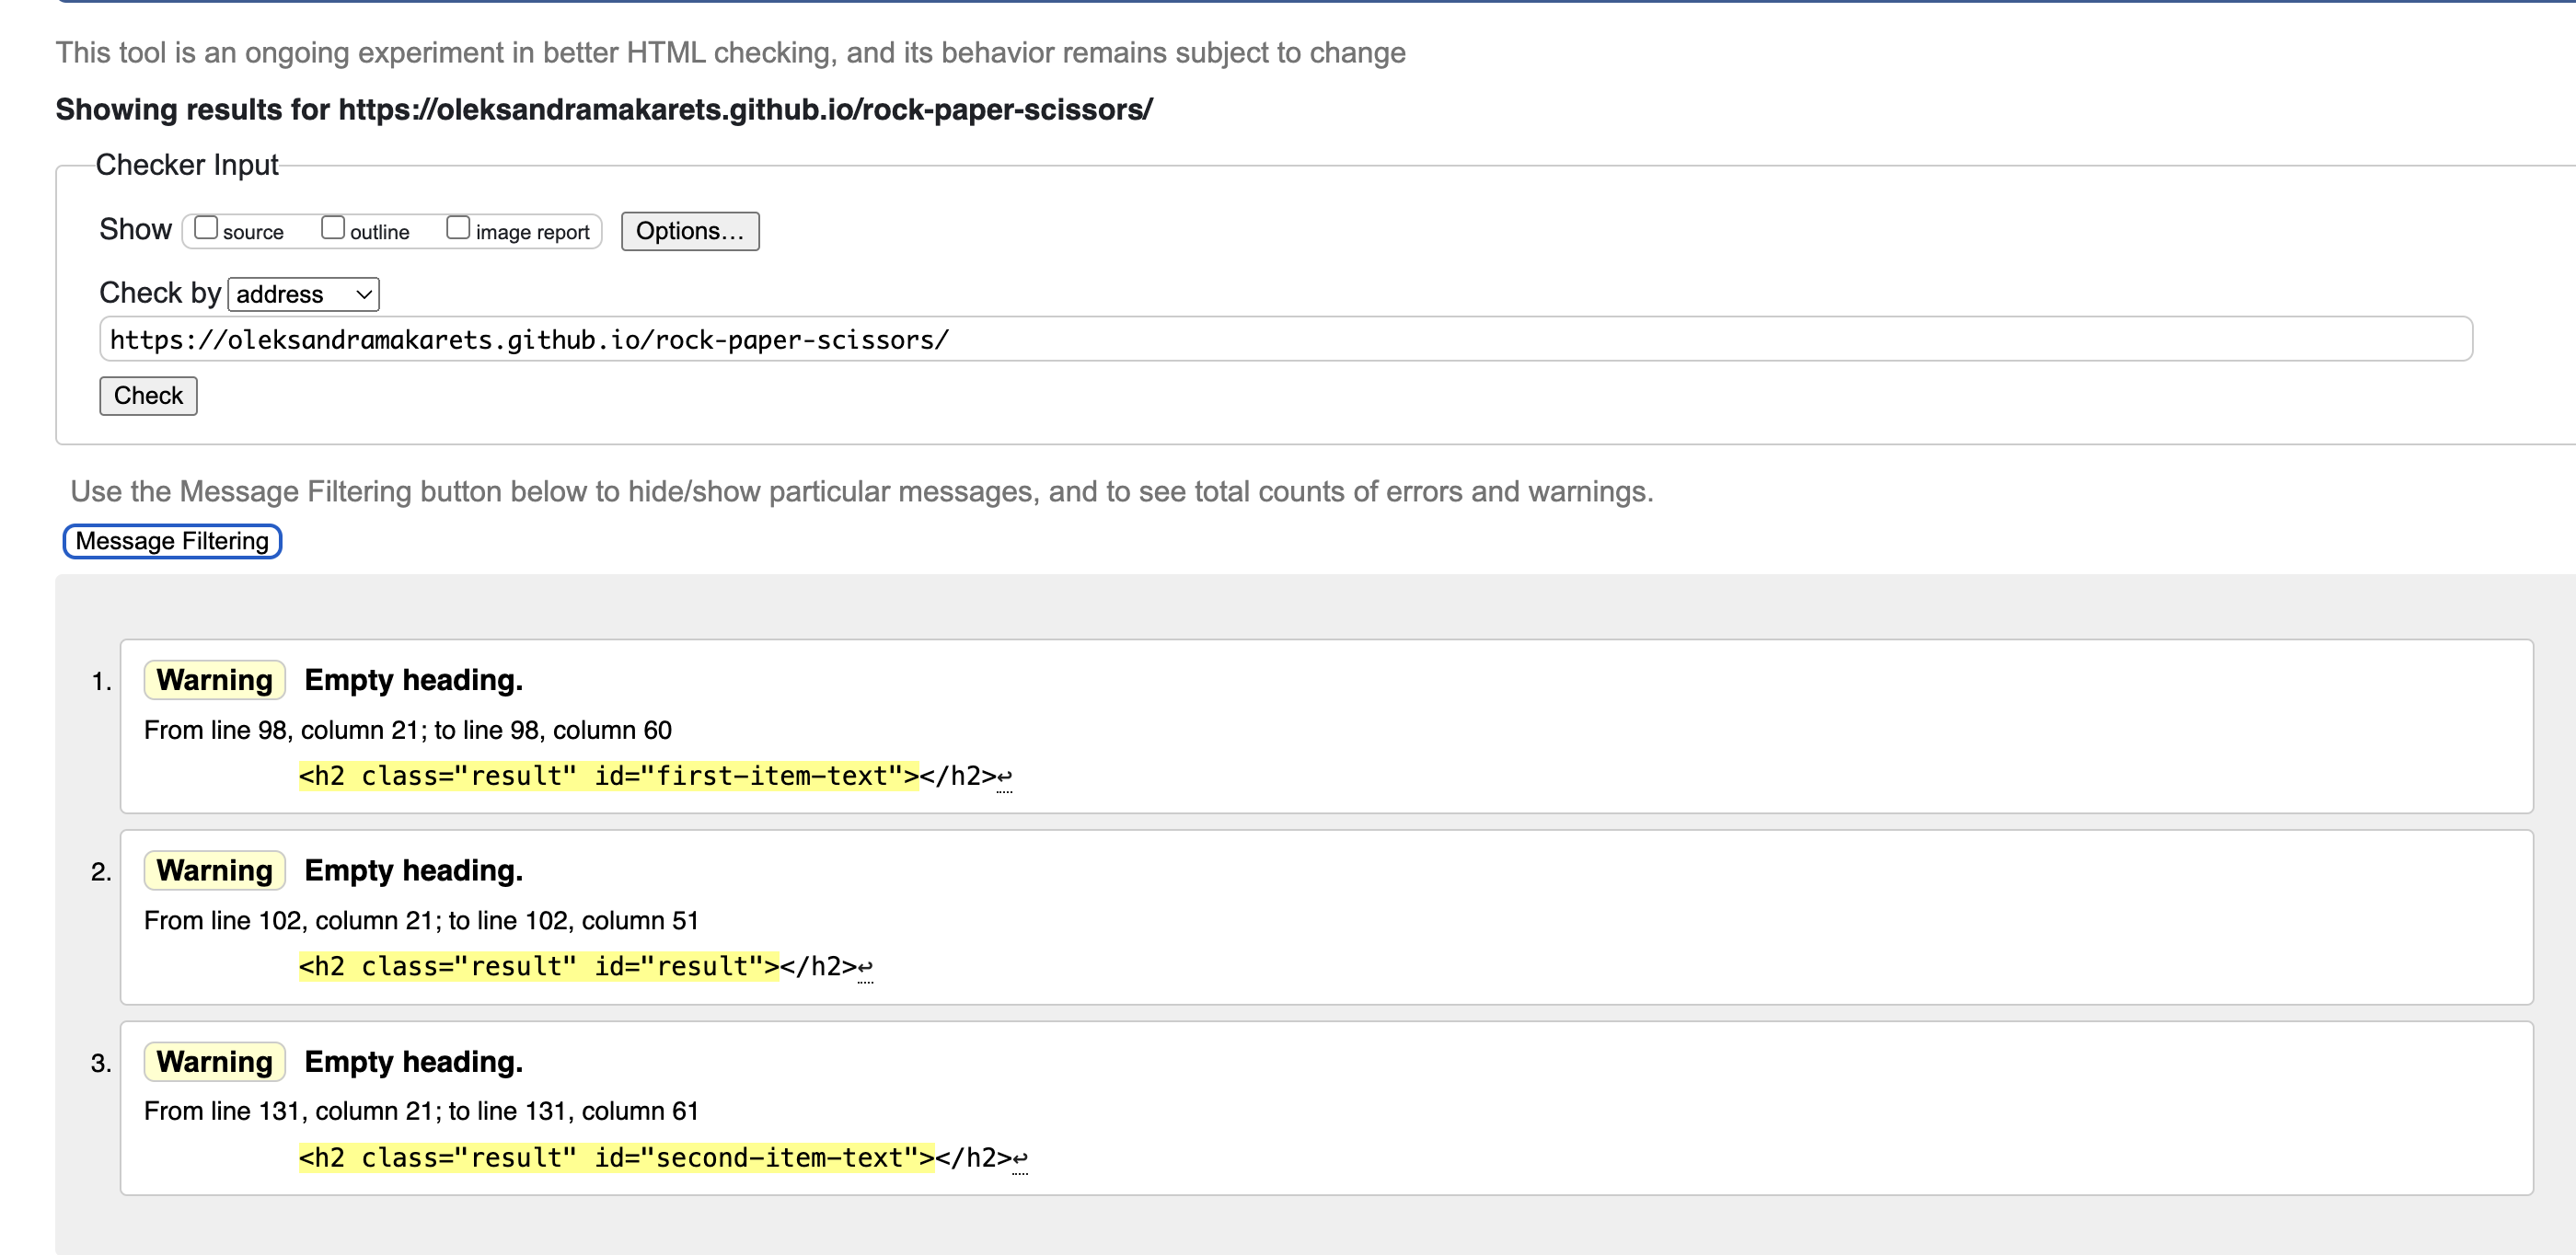 This tool is an ongoing experiment in better HTML checking, and its behavior remains subject to change
Showing results for https://oleksandramakarets.github.io/rock-paper-scissors/
Checker Input
Show source outline image report Options...
Check by address
https://oleksandramakarets.github.io/rock-paper-scissors/
Check
Use the Message Filtering button below to hide/show particular messages, and to see total counts of errors and warnings.
Message Filtering
1. Warning Empty heading.
From line 98, column 21; to line 98, column 60
<h2 class="result" id="first-item-text"></h2>↩
2. Warning Empty heading.
From line 102, column 21; to line 102, column 51
<h2 class="result" id="result"></h2>↩
3. Warning Empty heading.
From line 131, column 21; to line 131, column 61
<h2 class="result" id="second-item-text"></h2>↩